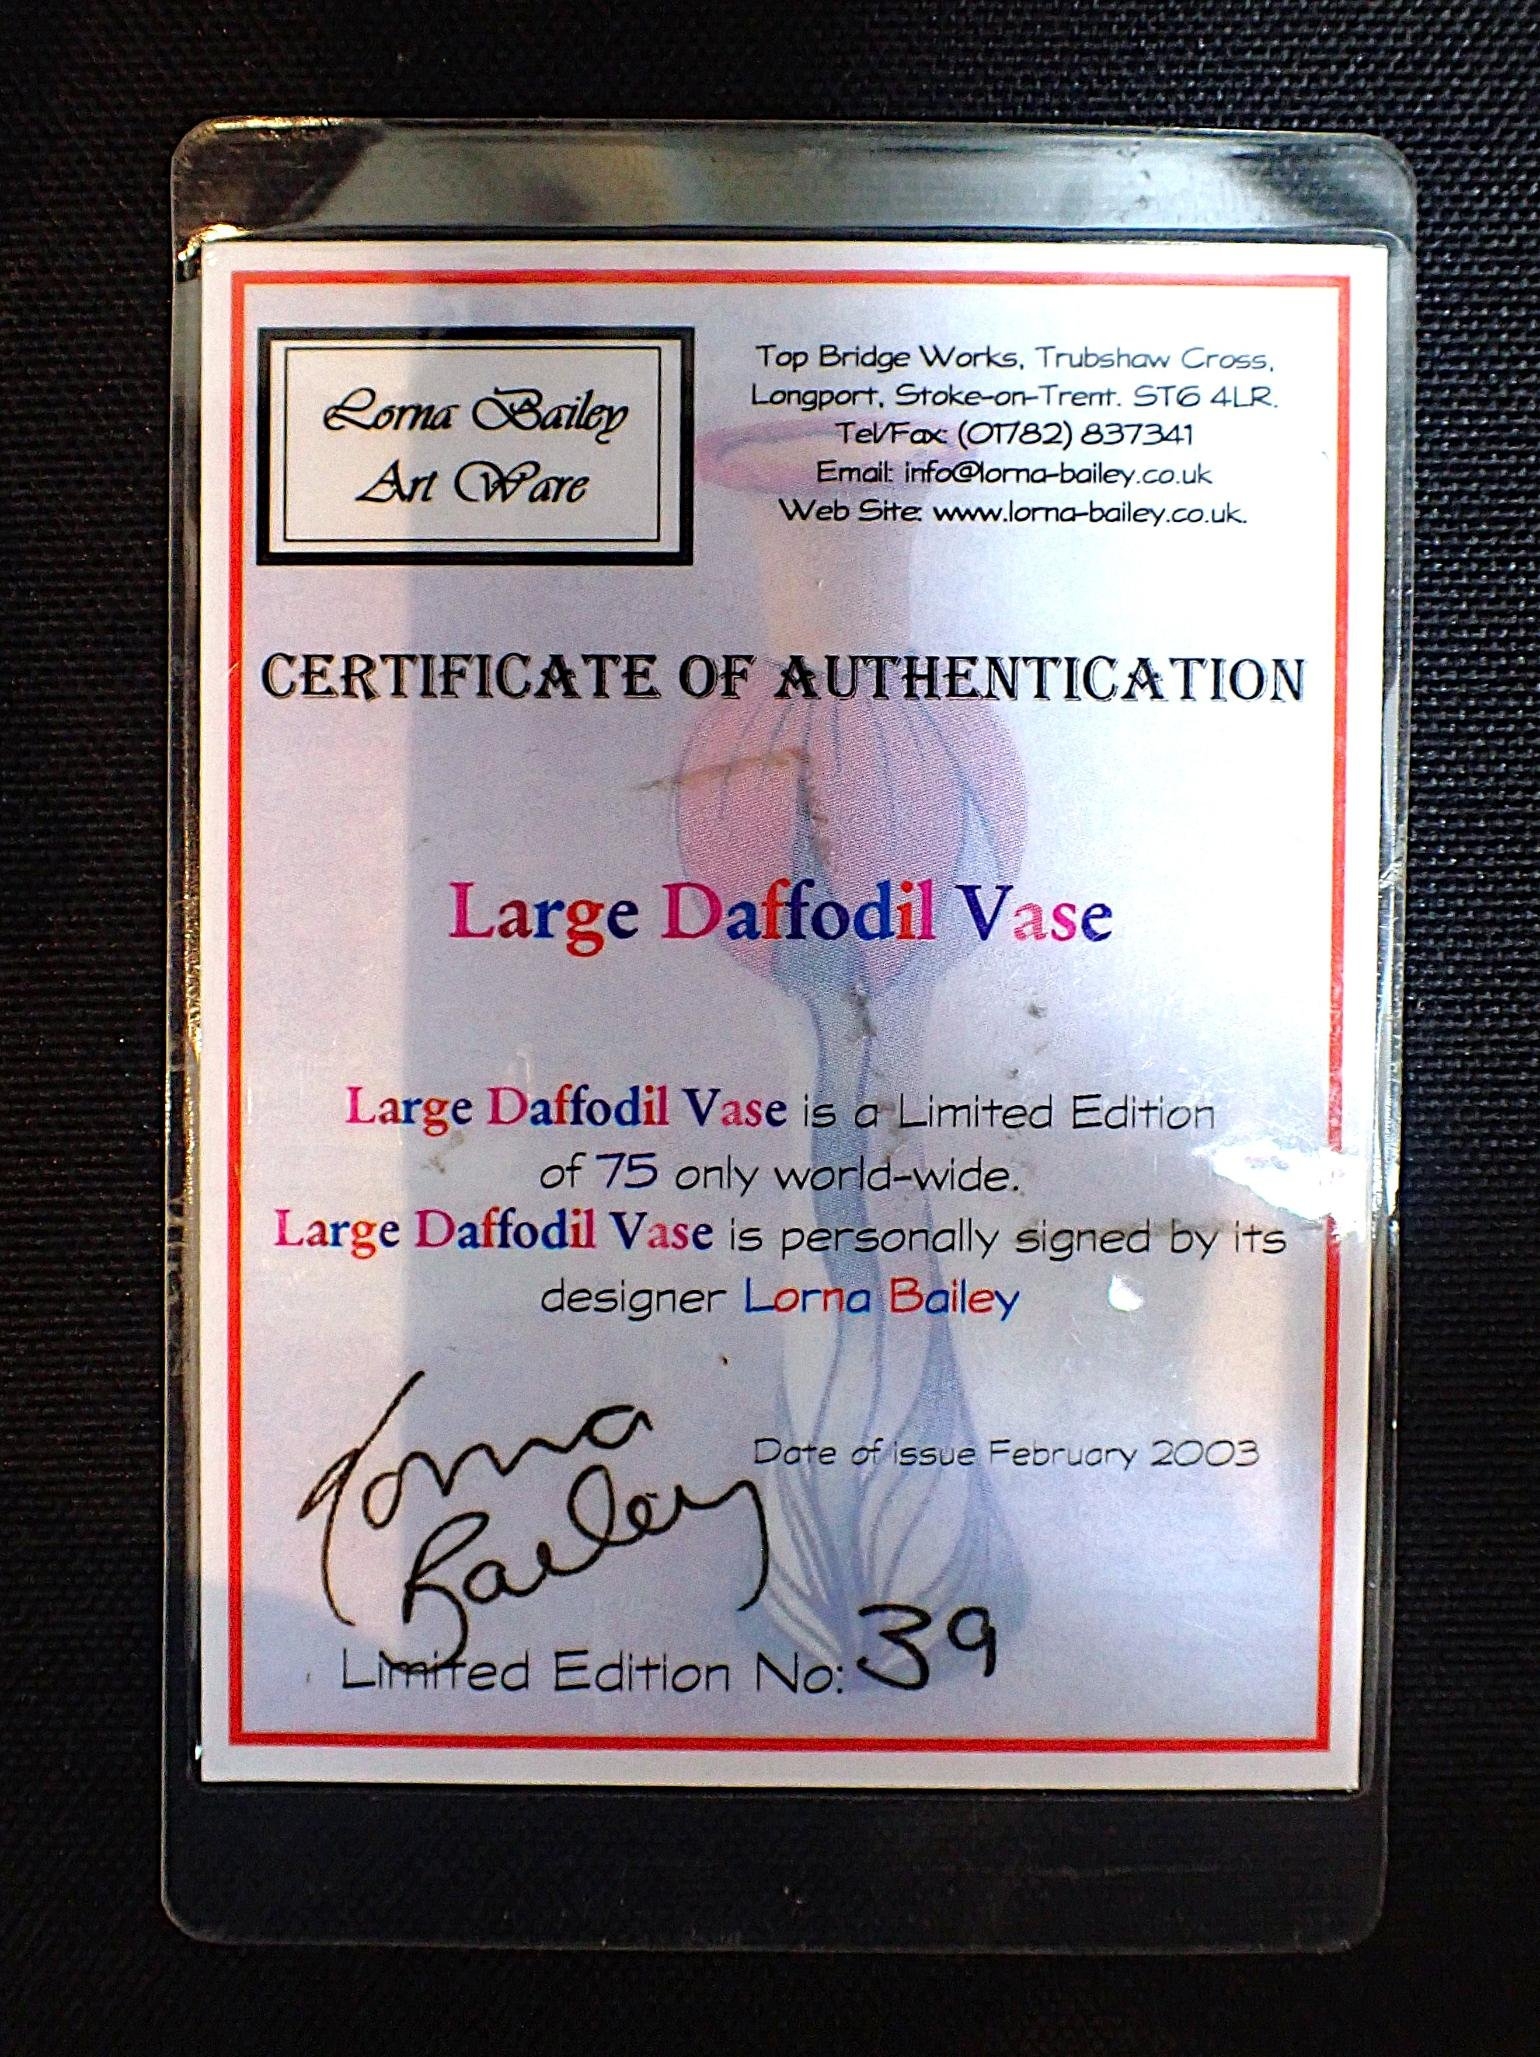 Lorna Bailey
Art Ware
Top Bridge Works, Trubshaw Cross,
Longport, Stoke-on-Trent. ST6 4LR.
Tel/Fax: (01782) 837341
Email: info@lorna-bailey.co.uk
Web Site: www.lorna-bailey.co.uk.
CERTIFICATE OF AUTHENTICATION
Large Daffodil Vase
Large Daffodil Vase is a Limited Edition
of 75 only world-wide.
Large Daffodil Vase is personally signed by its
designer Lorna Bailey
Lorna
Bailey
Date of issue February 2003
Limited Edition No: 39